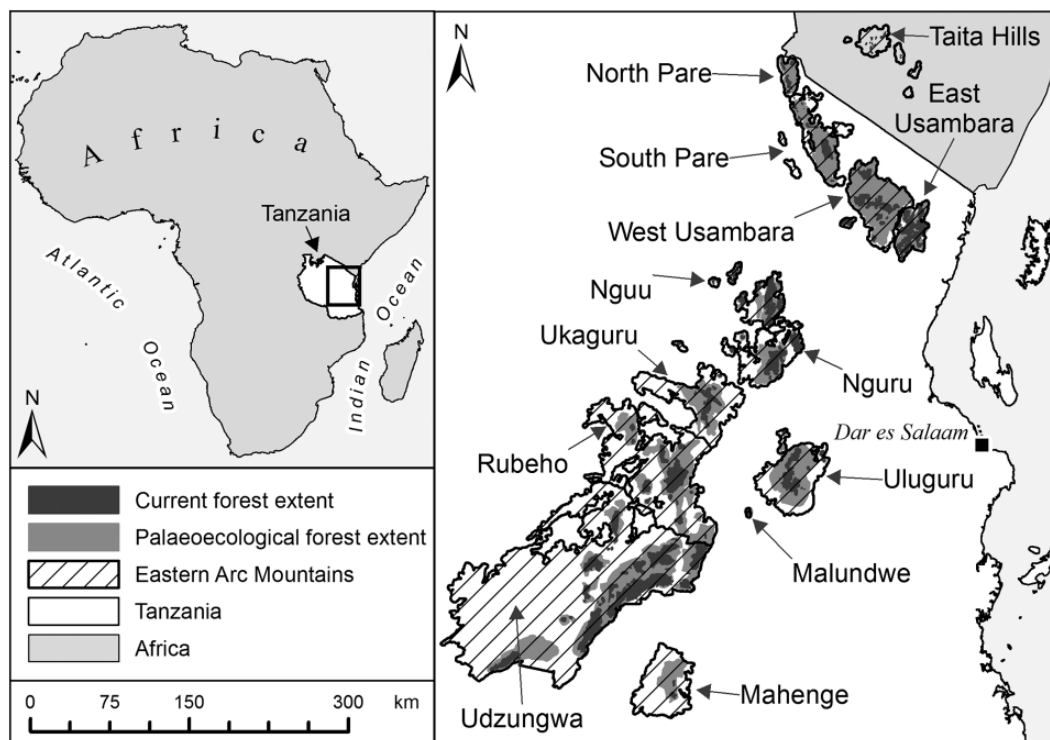 N
A f r i c a
Tanzania
Atlantic
Ocean
Indian Ocean
N
Current forest extent
Palaeoecological forest extent
Eastern Arc Mountains
Tanzania
Africa
0 75 150 225 300 km
N
Taita Hills
North Pare
East
Usambara
South Pare
West Usambara
Nguu
Ukaguru
Nguru
Dar es Salaam
Rubeho
Uluguru
Malundwe
Mahenge
Udzungwa